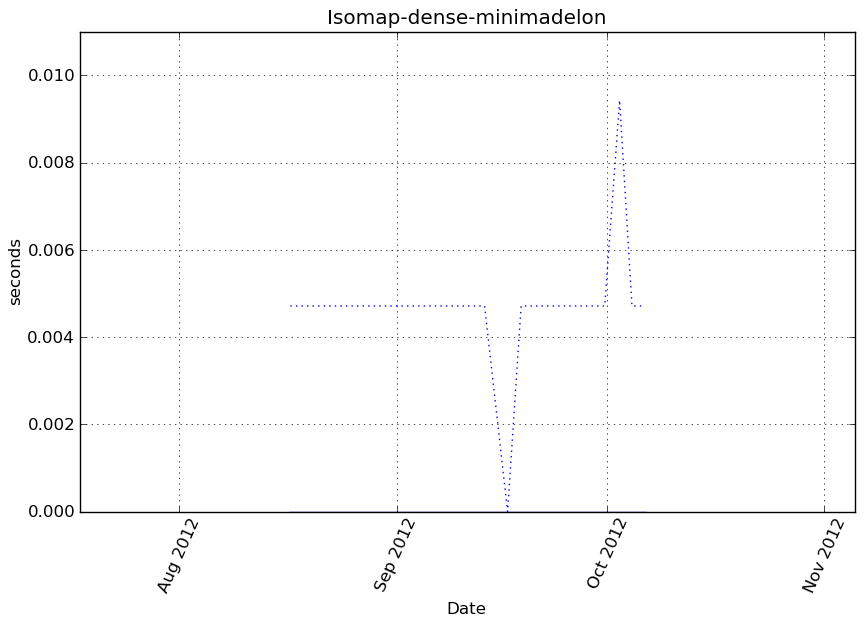 Isomap-dense-minimadelon
0.010
0.008
0.006
0.004
0.002
0.000
seconds
Aug 2012
Sep 2012
Oct 2012
Nov 2012
Date